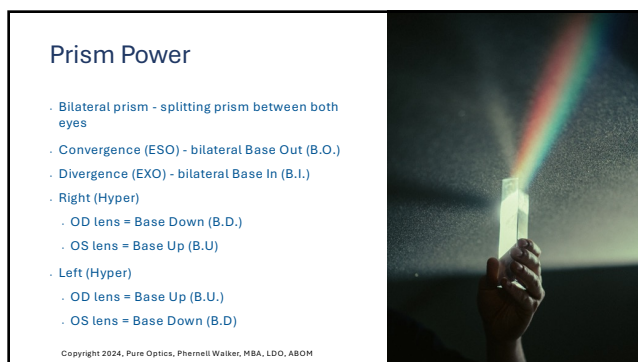 Prism Power
· Bilateral prism - splitting prism between both
eyes
· Convergence (ESO) - bilateral Base Out (B.O.)
· Divergence (EXO) - bilateral Base In (B.I.)
· Right (Hyper)
· OD lens = Base Down (B.D.)
· OS lens = Base Up (B.U)
· Left (Hyper)
· OD lens = Base Up (B.U.)
· OS lens = Base Down (B.D)
Copyright 2024, Pure Optics, Phernell Walker, MBA, LDO, ABOM